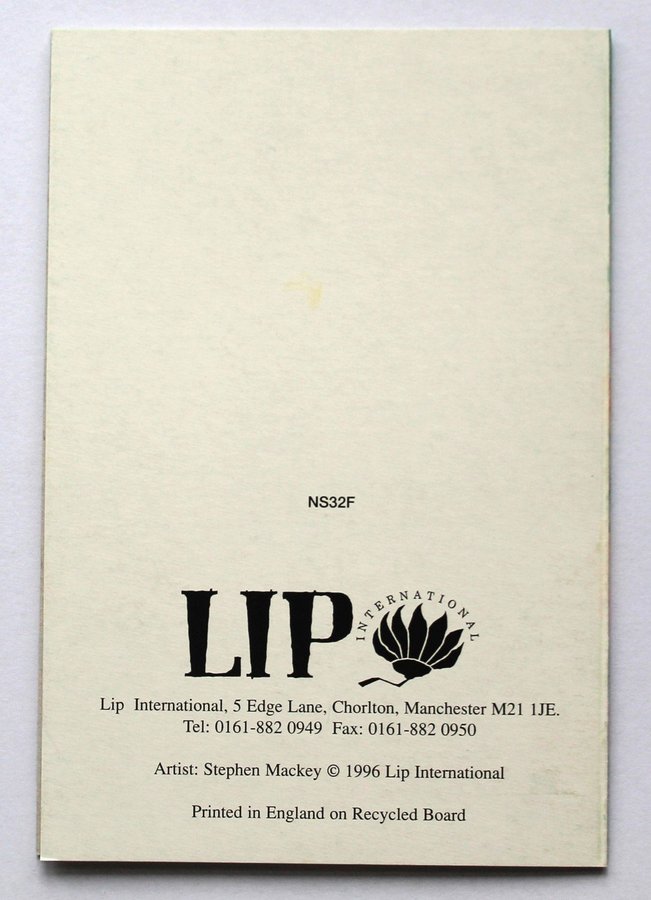 NS32F
LIP
INTERNATIONAL
Lip International, 5 Edge Lane, Chorlton, Manchester M21 1JE.
Tel: 0161-882 0949 Fax: 0161-882 0950
Artist: Stephen Mackey © 1996 Lip International
Printed in England on Recycled Board